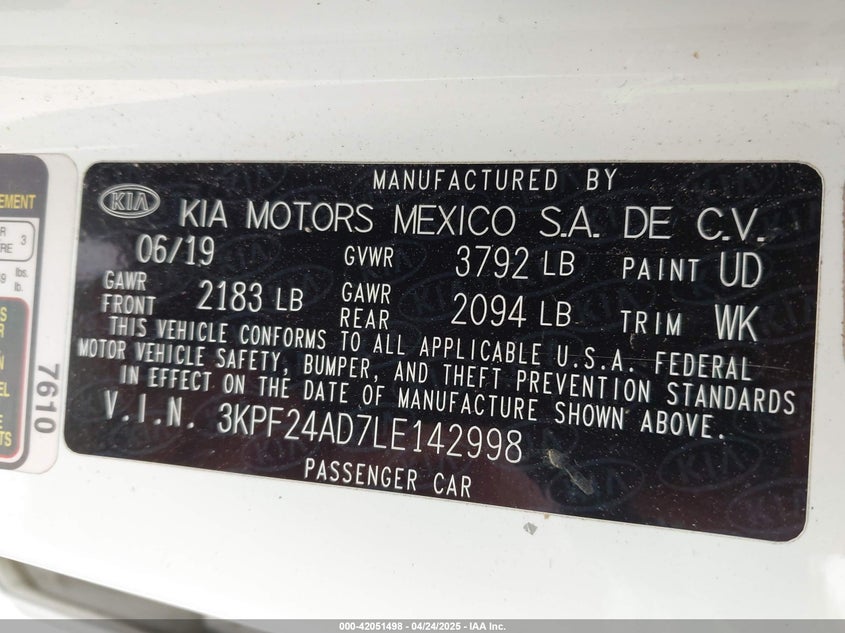 MANUFACTURED BY
KIA KIA MOTORS MEXICO S.A. DE C.V.
06/19 GVWR 3792 LB PAINT UD
GAWR FRONT 2183 LB GAWR REAR 2094 LB TRIM WK
THIS VEHICLE CONFORMS TO ALL APPLICABLE U.S.A. FEDERAL
MOTOR VEHICLE SAFETY, BUMPER, AND THEFT PREVENTION STANDARDS
IN EFFECT ON THE DATE OF MANUFACTURE SHOWN ABOVE.
V.I.N. 3KPF24AD7LE142998
PASSENGER CAR
7610
000-42051498 - 04/24/2025 - IAA Inc.